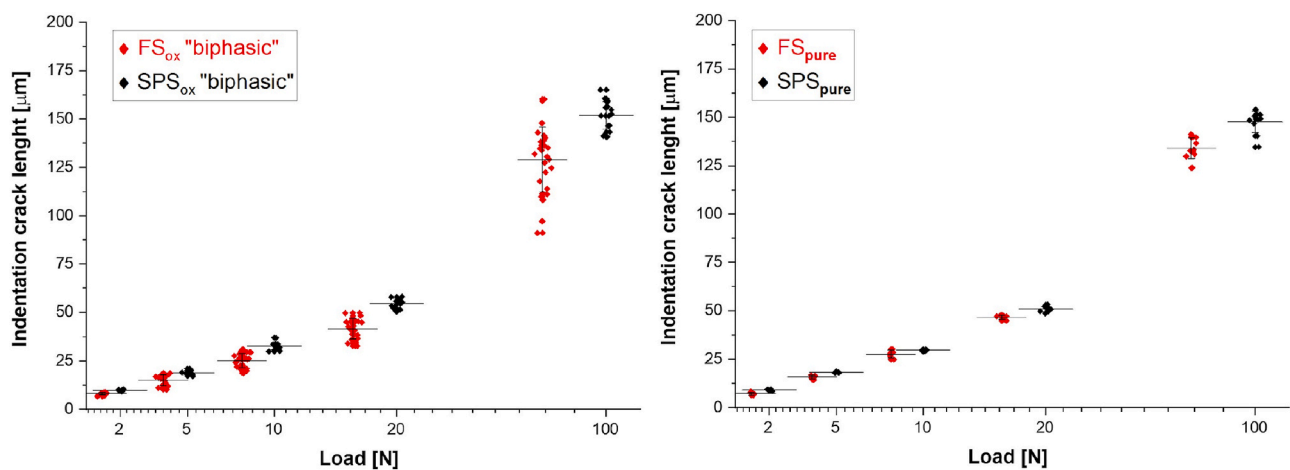 FSox "biphasic"
SPSox "biphasic"
Indentation crack lenght [μm]
200
175
150
125
100
75
50
25
0
2 5 10 20 100
Load [N]
FSpure
SPSpure
Indentation crack lenght [μm]
200
175
150
125
100
75
50
25
0
2 5 10 20 100
Load [N]